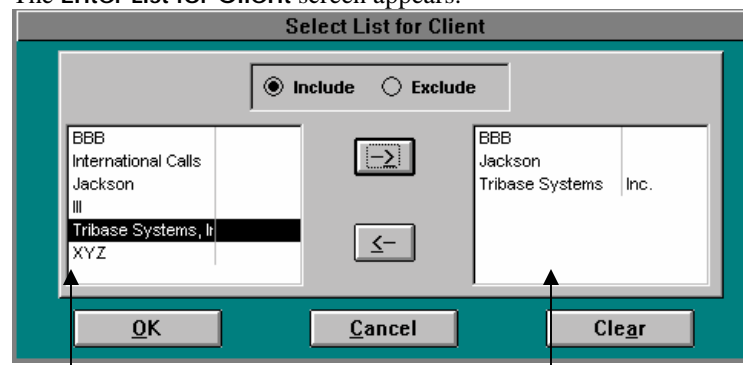 The Enter List for Client screen appears.
Select List for Client
Include Exclude
BBB
International Calls
Jackson
III
Tribase Systems, Ir
XYZ
->
<-
BBB
Jackson
Tribase Systems Inc.
OK Cancel Clear